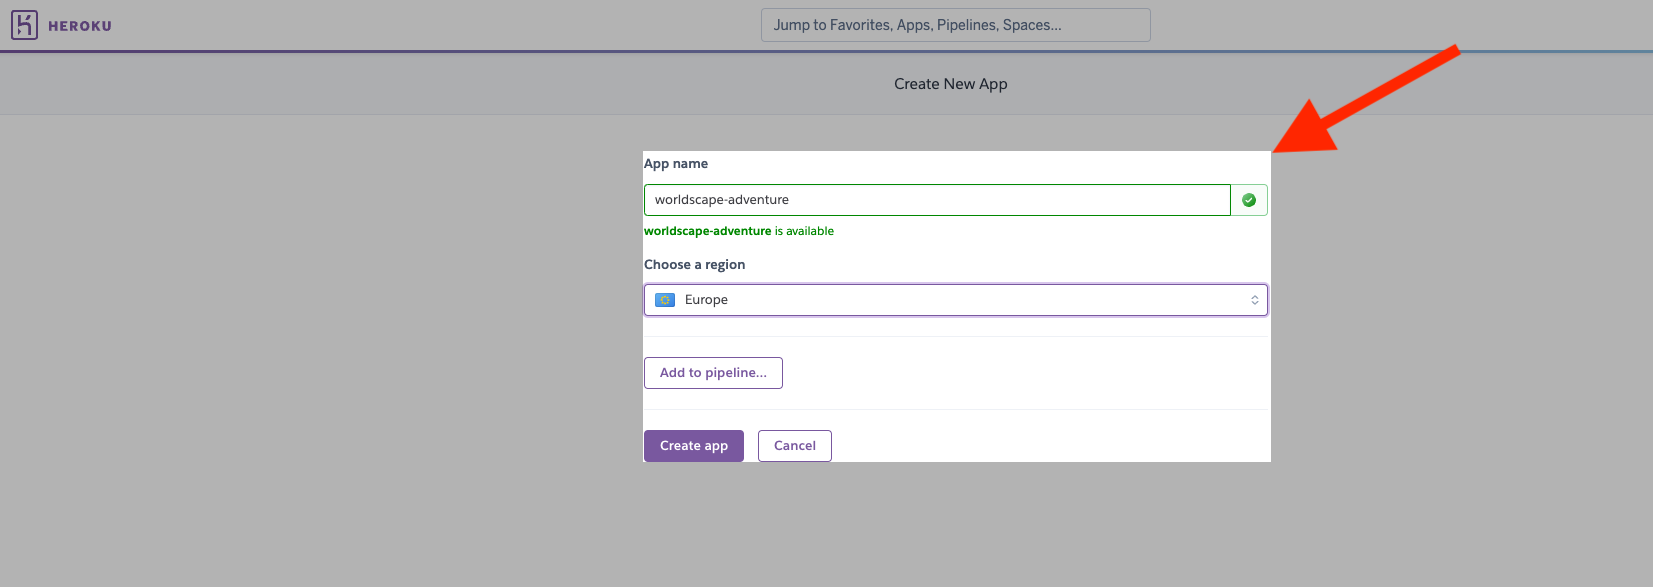 HEROKU
Jump to Favorites, Apps, Pipelines, Spaces...
Create New App
App name
worldscape-adventure
worldscape-adventure is available
Choose a region
Europe
Add to pipeline...
Create app Cancel